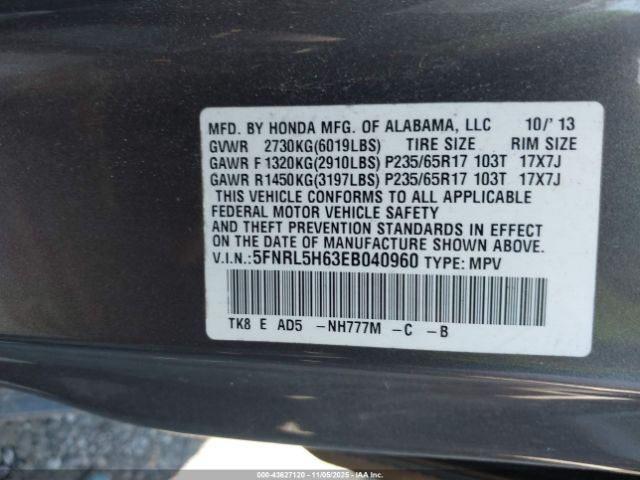 MFD. BY HONDA MFG. OF ALABAMA, LLC 10/' 13
GVWR 2730KG(6019LBS) TIRE SIZE RIM SIZE
GAWR F 1320KG(2910LBS) P235/65R17 103T 17X7J
GAWR R1450KG(3197LBS) P235/65R17 103T 17X7J
THIS VEHICLE CONFORMS TO ALL APPLICABLE
FEDERAL MOTOR VEHICLE SAFETY
AND THEFT PREVENTION STANDARDS IN EFFECT
ON THE DATE OF MANUFACTURE SHOWN ABOVE.
V.I.N.:5FNRL5H63EB040960 TYPE: MPV
TK8 E AD5 -NH777M -C -B
000-43627120 11/05/2025 - IAAI